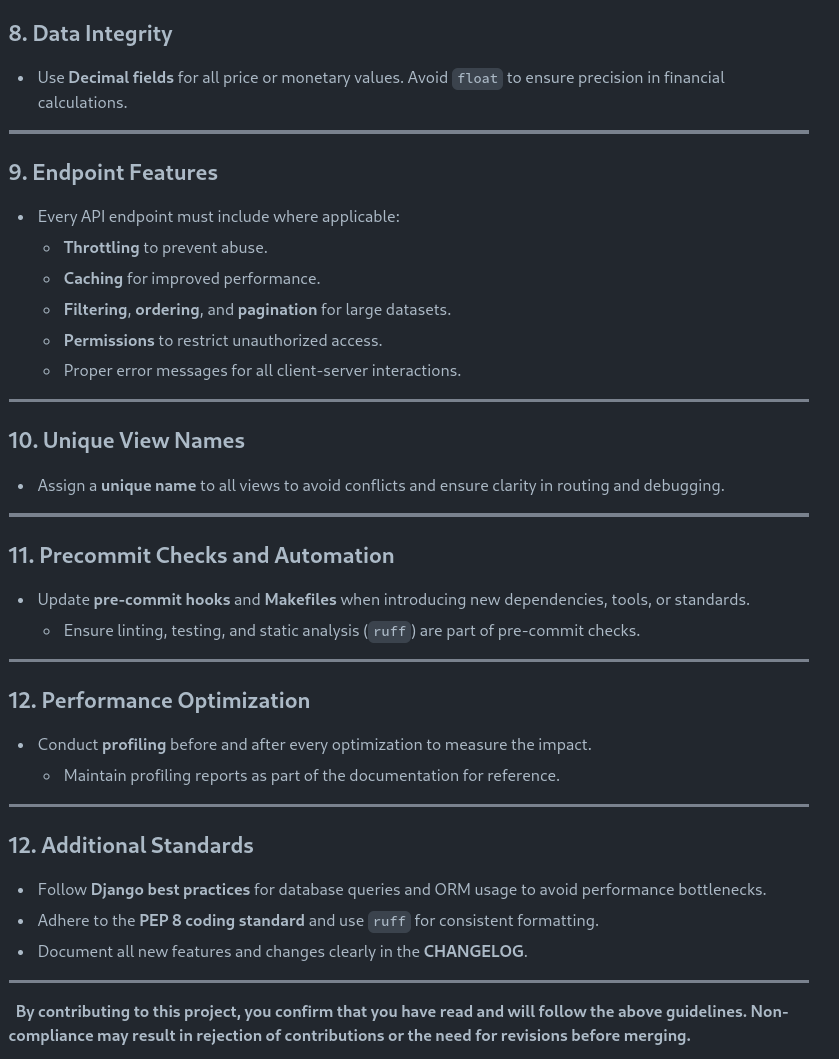 8. Data Integrity
Use Decimal fields for all price or monetary values. Avoid float to ensure precision in financial
calculations.
9. Endpoint Features
Every API endpoint must include where applicable:
Throttling to prevent abuse.
Caching for improved performance.
Filtering, ordering, and pagination for large datasets.
Permissions to restrict unauthorized access.
Proper error messages for all client-server interactions.
10. Unique View Names
Assign a unique name to all views to avoid conflicts and ensure clarity in routing and debugging.
11. Precommit Checks and Automation
Update pre-commit hooks and Makefiles when introducing new dependencies, tools, or standards.
Ensure linting, testing, and static analysis (ruff) are part of pre-commit checks.
12. Performance Optimization
Conduct profiling before and after every optimization to measure the impact.
Maintain profiling reports as part of the documentation for reference.
12. Additional Standards
Follow Django best practices for database queries and ORM usage to avoid performance bottlenecks.
Adhere to the PEP 8 coding standard and use ruff for consistent formatting.
Document all new features and changes clearly in the CHANGELOG.
By contributing to this project, you confirm that you have read and will follow the above guidelines. Non-
compliance may result in rejection of contributions or the need for revisions before merging.